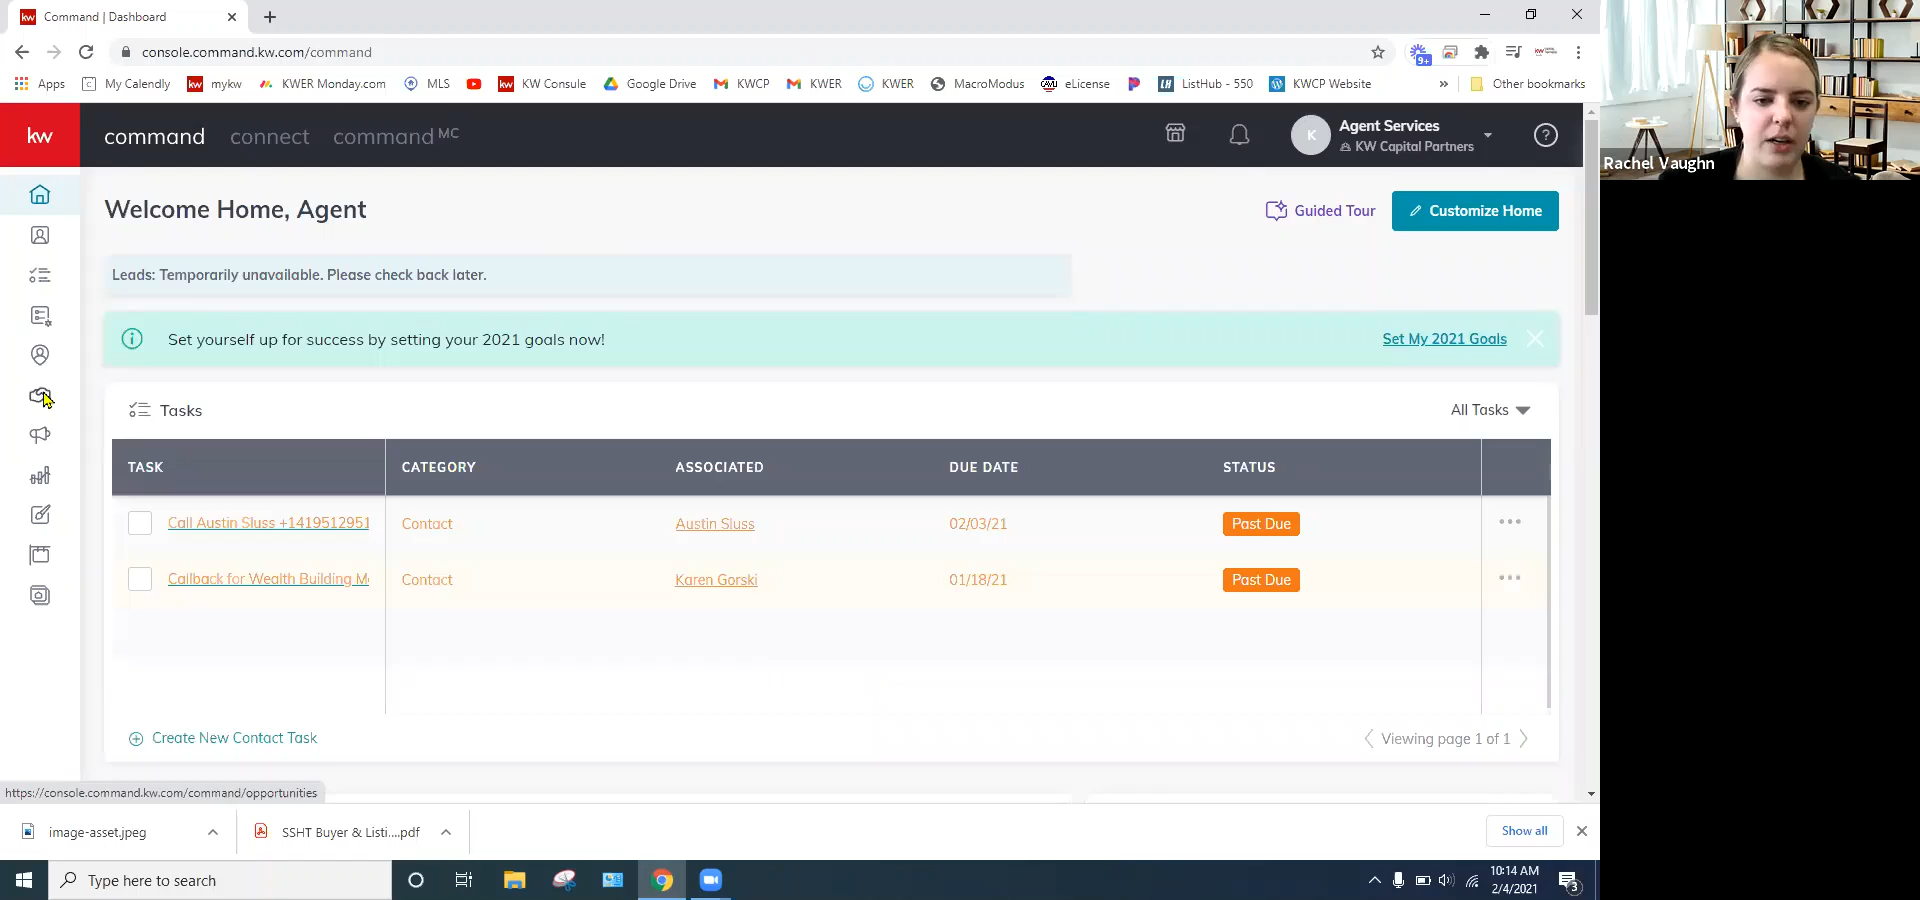 Command | Dashboard
console.command.kw.com/command
9+
Apps
My Calendly
mykw
KWER Monday.com
MLS
KW Consule
Google Drive
KWCP
KWER
KWER
MacroModus
eLicense
ListHub - 550
KWCP Website
»
Other bookmarks
kw
command connect command MC
K
Agent Services
KW Capital Partners
Welcome Home, Agent
Guided Tour
Customize Home
Leads: Temporarily unavailable. Please check back later.
Set yourself up for success by setting your 2021 goals now!
Set My 2021 Goals
Tasks
All Tasks
TASK CATEGORY ASSOCIATED DUE DATE STATUS
Call Austin Sluss +1419512951 Contact Austin Sluss 02/03/21 Past Due
Callback for Wealth Building Contact Karen Gorski 01/18/21 Past Due
Create New Contact Task
Viewing page 1 of 1
https://console.command.kw.com/command/opportunities
image-asset.jpeg
SSHT Buyer & Listi....pdf
Show all
Type here to search
10:14 AM
2/4/2021
3
Rachel Vaughn